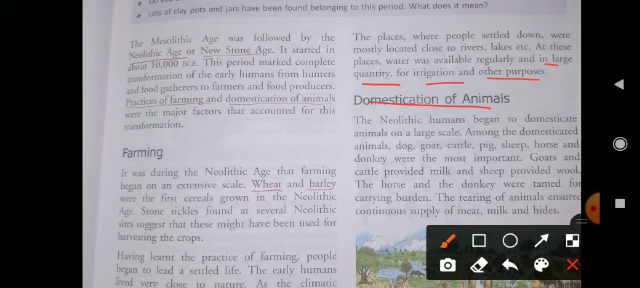 Lots of clay pots and jars have been found belonging to this period. What does it mean?
The Mesolithic Age was followed by the
Neolithic Age or New Stone Age. It started in
about 10,000 BCE. This period marked complete
transformation of the early humans from hunters
and food gatherers to farmers and food producers.
Practices of farming and domestication of animals
were the major factors that accounted for this
transformation.
Farming
It was during the Neolithic Age that farming
began on an extensive scale. Wheat and barley
were the first cereals grown in the Neolithic
Age. Stone sickles found at several Neolithic
sites suggest that these might have been used for
harvesting the crops.
Having learnt the practice of farming, people
began to lead a settled life. The early humans
lived very close to nature. As the climatic
The places, where people settled down, were
mostly located close to rivers, lakes etc. At these
places, water was available regularly and in large
quantity, for irrigation and other purposes.
Domestication of Animals
The Neolithic humans began to domesticate
animals on a large scale. Among the domesticated
animals, dog, goat, cattle, pig, sheep, horse and
donkey were the most important. Goats and
cattle provided milk and sheep provided wool.
The horse and the donkey were tamed for
carrying burden. The rearing of animals ensured
continuous supply of meat, milk and hides.